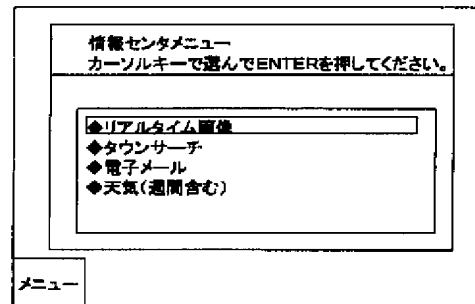 情報センタメニュー
カーソルキーで選んでENTERを押してください。
◆リアルタイム画像
◆タウンサーチ
◆電子メール
◆天気(週間含む)
メニュー